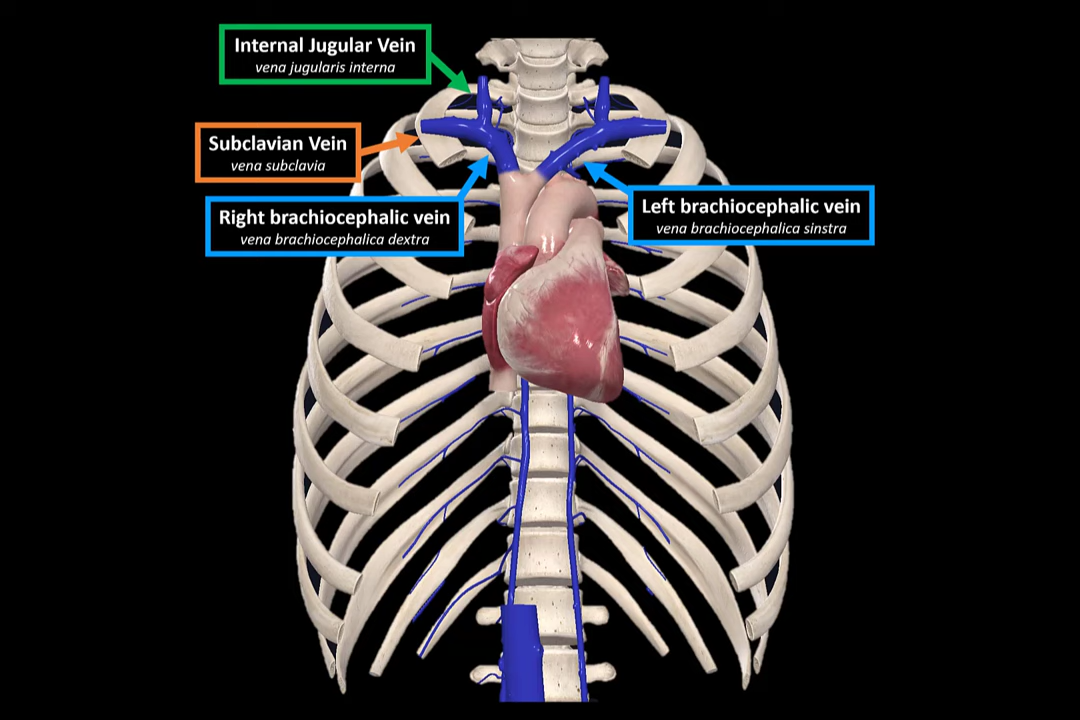 Internal Jugular Vein
vena jugularis interna
Subclavian Vein
vena subclavia
Right brachiocephalic vein
vena brachiocephalica dextra
Left brachiocephalic vein
vena brachiocephalica sinstra